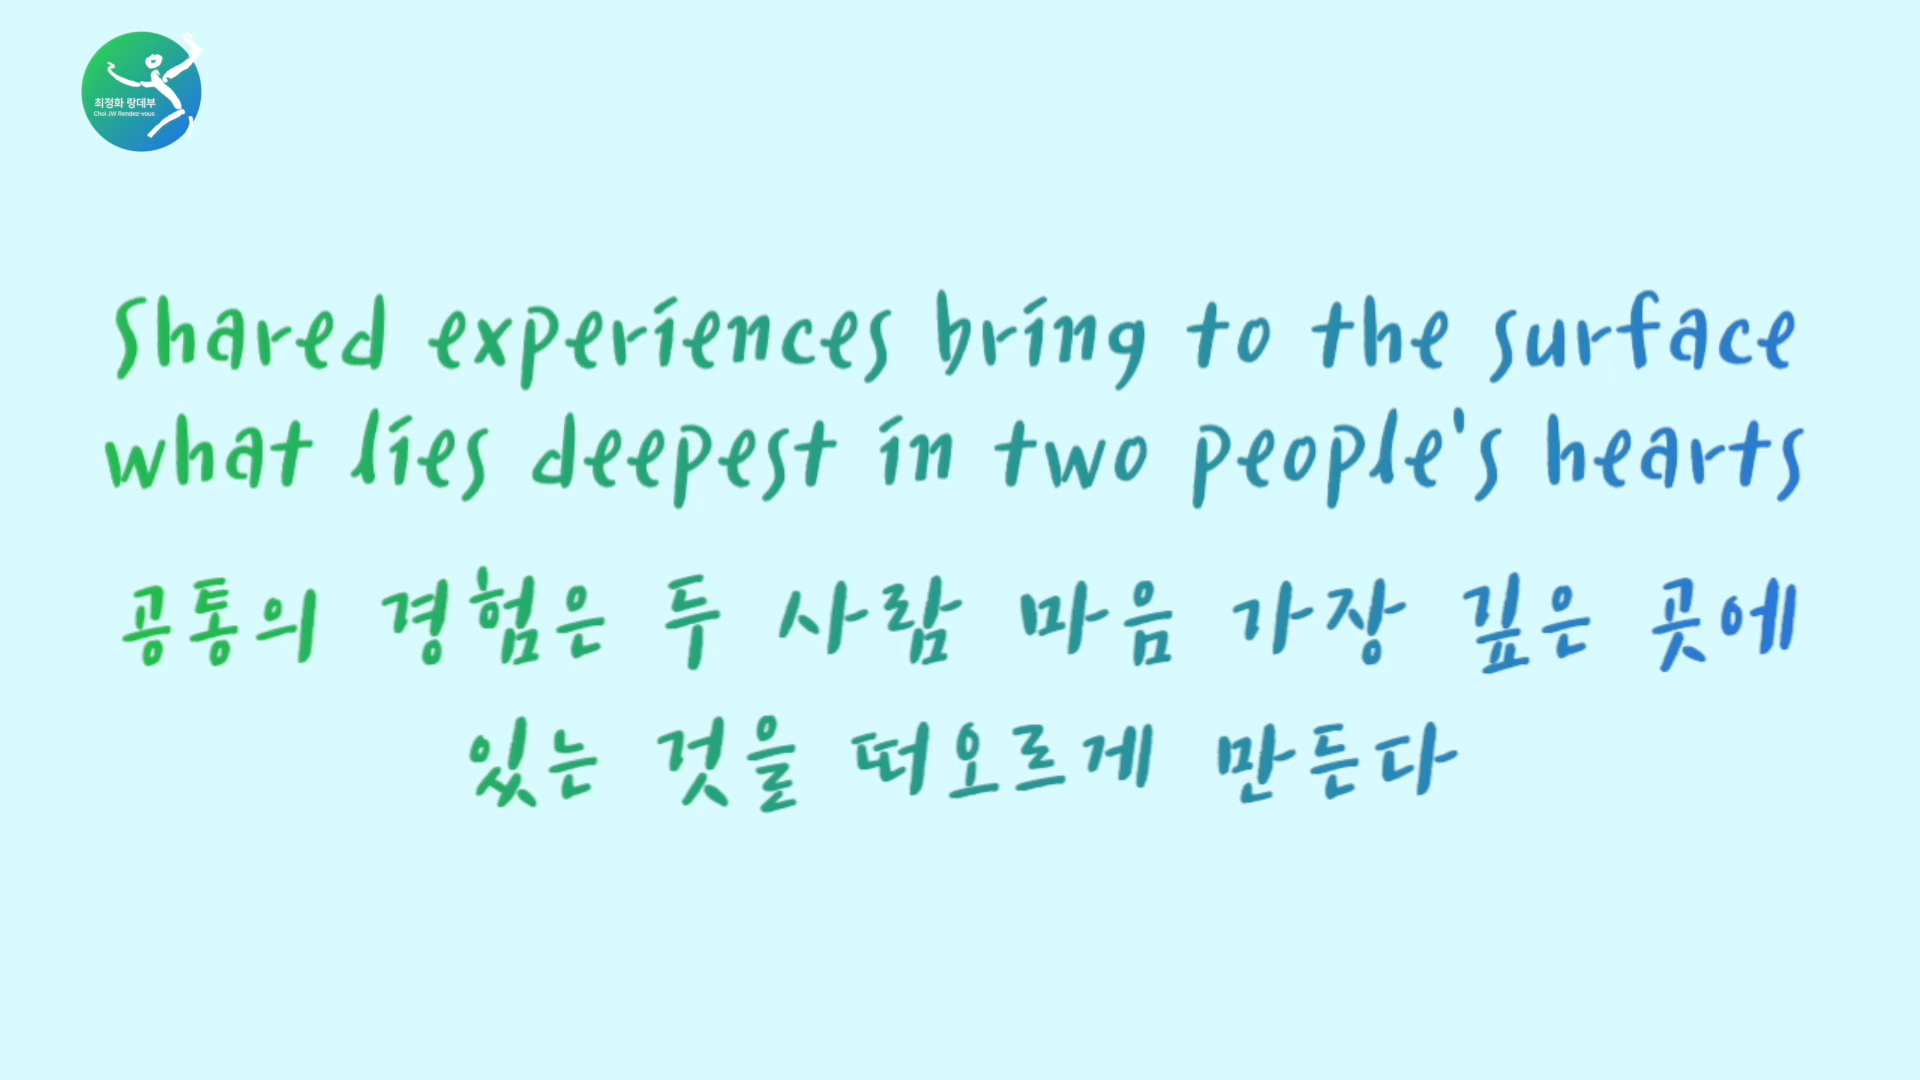 최정화 랑데부
Choi JW Rendez-vous
Shared experiences bring to the surface
what lies deepest in two people's hearts
공통의 경험은 두 사람 마음 가장 깊은 곳에
있는 것을 떠오르게 만든다